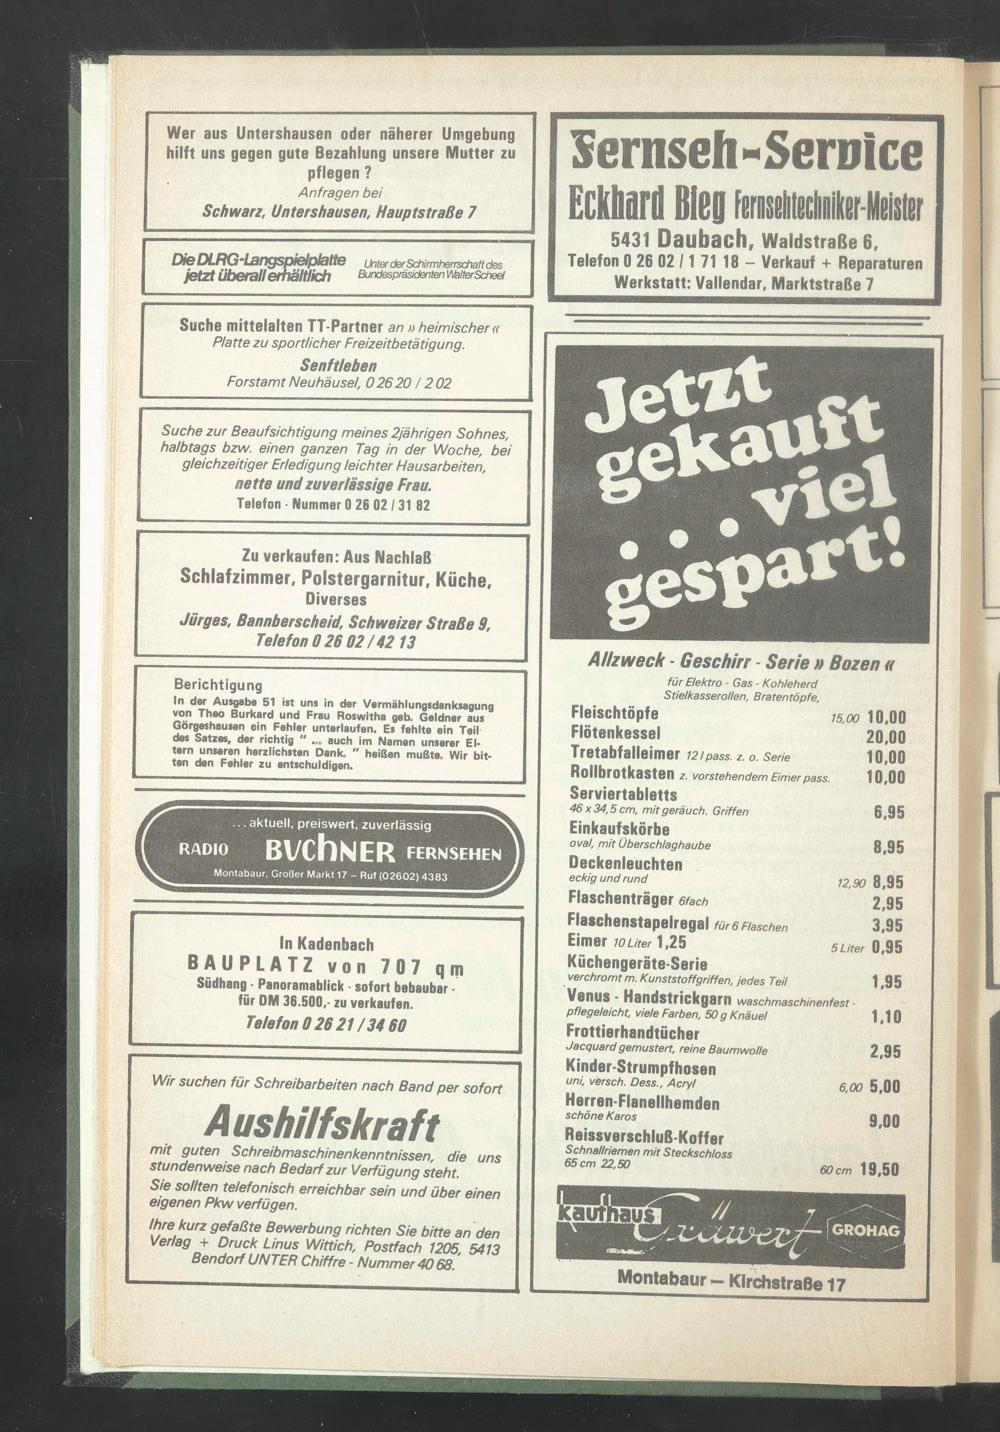 Wer aus Untershausen oder näherer Umgebung
hilft uns gegen gute Bezahlung unsere Mutter zu
pflegen ?
Anfragen bei
Schwarz, Untershausen, Hauptstraße 7
Die DLRG-Langspielplatte
jetzt überall erhältlich
Unter der Schirmherrschaft des
Bundespräsidenten Walter Scheel
Suche mittelalten TT-Partner an » heimischer «
Platte zu sportlicher Freizeitbetätigung.
Senftleben
Forstamt Neuhäusel, 0 26 20 / 2 02
Suche zur Beaufsichtigung meines 2jährigen Sohnes,
halbtags bzw. einen ganzen Tag in der Woche, bei
gleichzeitiger Erledigung leichter Hausarbeiten,
nette und zuverlässige Frau.
Telefon - Nummer 0 26 02 / 31 82
Zu verkaufen: Aus Nachlaß
Schlafzimmer, Polstergarnitur, Küche,
Diverses
Jürges, Bannberscheid, Schweizer Straße 9,
Telefon 0 26 02 / 42 13
Berichtigung
In der Ausgabe 51 ist uns in der Vermählungsdanksagung
von Theo Burkard und Frau Roswitha geb. Geldner aus
Görgeshausen ein Fehler unterlaufen. Es fehlte ein Teil
des Satzes, der richtig " ... auch im Namen unserer El-
tern unseren herzlichsten Dank. " heißen mußte. Wir bit-
ten den Fehler zu entschuldigen.
...aktuell, preiswert, zuverlässig
RADIO BUCHNER FERNSEHEN
Montabaur, Großer Markt 17 – Ruf (02602) 4383
In Kadenbach
BAUPLATZ von 707 qm
Südhang - Panoramablick - sofort bebaubar -
für DM 36.500,- zu verkaufen.
Telefon 0 26 21 / 34 60
Wir suchen für Schreibarbeiten nach Band per sofort
Aushilfskraft
mit guten Schreibmaschinenkenntnissen, die uns
stundenweise nach Bedarf zur Verfügung steht.
Sie sollten telefonisch erreichbar sein und über einen
eigenen Pkw verfügen.
Ihre kurz gefaßte Bewerbung richten Sie bitte an den
Verlag + Druck Linus Wittich, Postfach 1205, 5413
Bendorf UNTER Chiffre - Nummer 40 68.
Fernseh-Service
Eckhard Bieg Fernsehtechniker-Meister
5431 Daubach, Waldstraße 6,
Telefon 0 26 02 / 1 71 18 – Verkauf + Reparaturen
Werkstatt: Vallendar, Marktstraße 7
Jetzt
gekauft
... viel
gespart!
Allzweck - Geschirr - Serie » Bozen «
für Elektro - Gas - Kohleherd
Stielkasserollen, Bratentöpfe,
Fleischtöpfe 15,00 10,00
Flötenkessel 20,00
Tretabfalleimer 12 l pass. z. o. Serie 10,00
Rollbrotkasten z. vorstehendem Eimer pass. 10,00
Serviertabletts
46 x 34,5 cm, mit geräuch. Griffen 6,95
Einkaufskörbe
oval, mit Überschlaghaube 8,95
Deckenleuchten
eckig und rund 12,90 8,95
Flaschenträger 6fach 2,95
Flaschenstapelregal für 6 Flaschen 3,95
Eimer 10 Liter 1,25 5 Liter 0,95
Küchengeräte-Serie
verchromt m. Kunststoffgriffen, jedes Teil 1,95
Venus - Handstrickgarn waschmaschinenfest -
pflegeleicht, viele Farben, 50 g Knäuel 1,10
Frottierhandtücher
Jacquard gemustert, reine Baumwolle 2,95
Kinder-Strumpfhosen
uni, versch. Dess., Acryl 6,00 5,00
Herren-Flanellhemden
schöne Karos 9,00
Reissverschluß-Koffer
Schnallriemen mit Steckschloss
65 cm 22,50 60 cm 19,50
kaufhaus Gräwert GROHAG
Montabaur – Kirchstraße 17